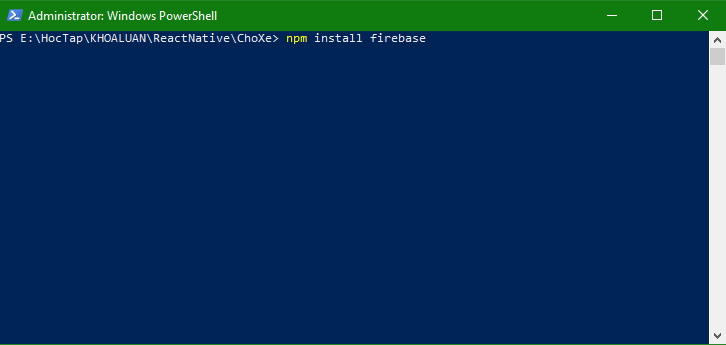 Administrator: Windows PowerShell
PS E:\HocTap\KHOALUAN\ReactNative\ChoXe> npm install firebase